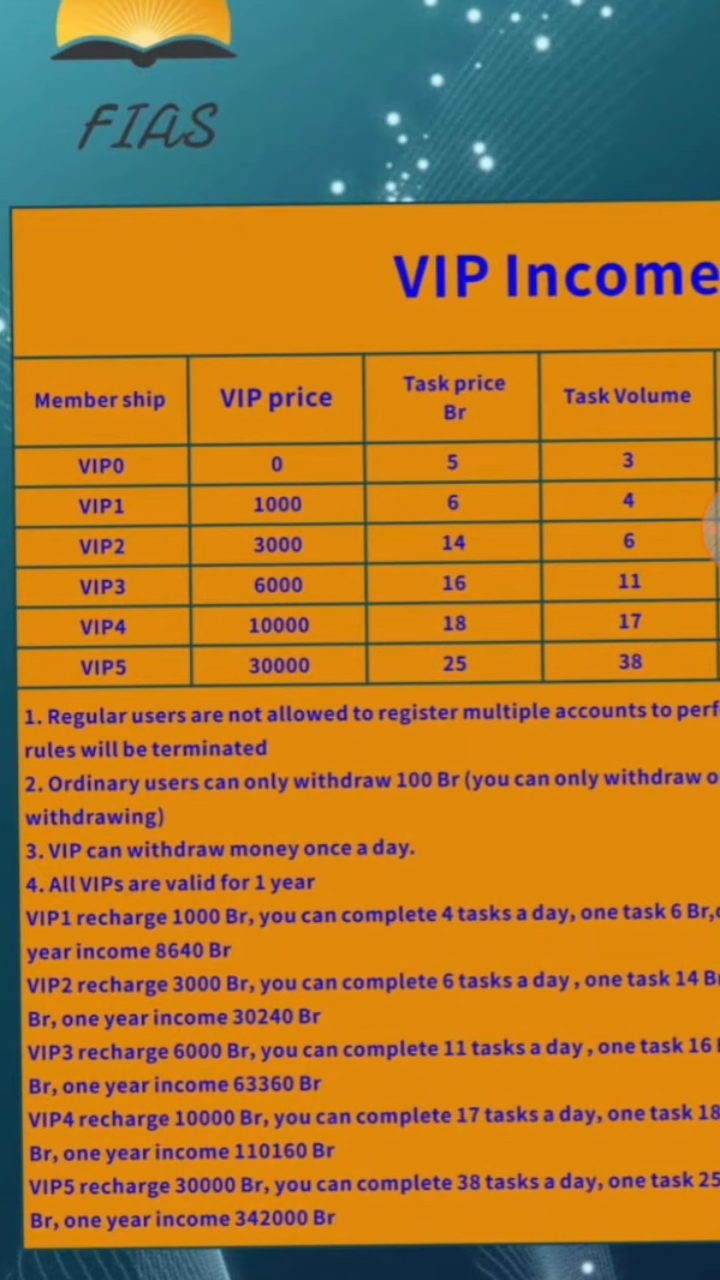 FIAS
VIP Income
Member ship VIP price Task price Br Task Volume
VIP0 0 5 3
VIP1 1000 6 4
VIP2 3000 14 6
VIP3 6000 16 11
VIP4 10000 18 17
VIP5 30000 25 38
1. Regular users are not allowed to register multiple accounts to
rules will be terminated
2. Ordinary users can only withdraw 100 Br (you can only withdraw
withdrawing)
3. VIP can withdraw money once a day.
4. All VIPs are valid for 1 year
VIP1 recharge 1000 Br, you can complete 4 tasks a day, one task 6 Br,
year income 8640 Br
VIP2 recharge 3000 Br, you can complete 6 tasks a day , one task 14
Br, one year income 30240 Br
VIP3 recharge 6000 Br, you can complete 11 tasks a day , one task 16
Br, one year income 63360 Br
VIP4 recharge 10000 Br, you can complete 17 tasks a day, one task 18
Br, one year income 110160 Br
VIP5 recharge 30000 Br, you can complete 38 tasks a day, one task 25
Br, one year income 342000 Br